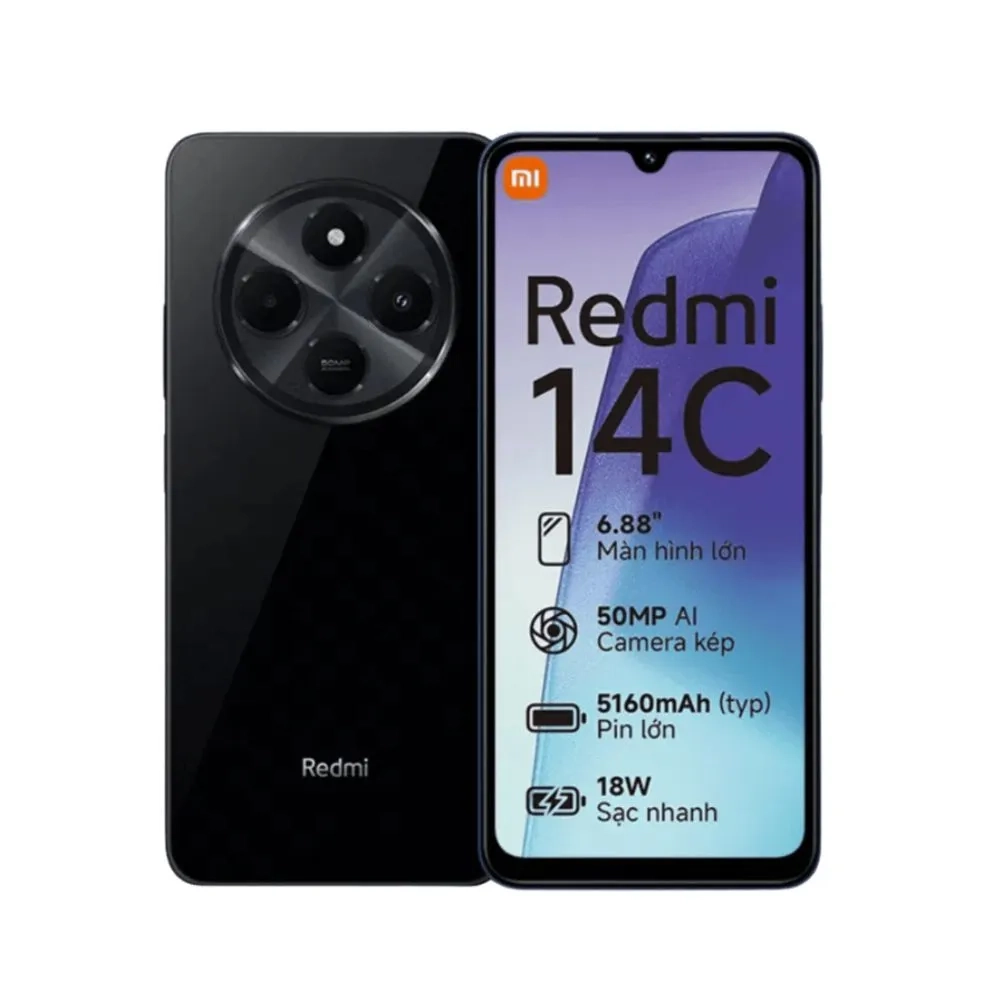 50MP
Redmi
mi
Redmi
14C
6.88"
Màn hình lớn
50MP AI
Camera kép
5160mAh (typ)
Pin lớn
18W
Sạc nhanh